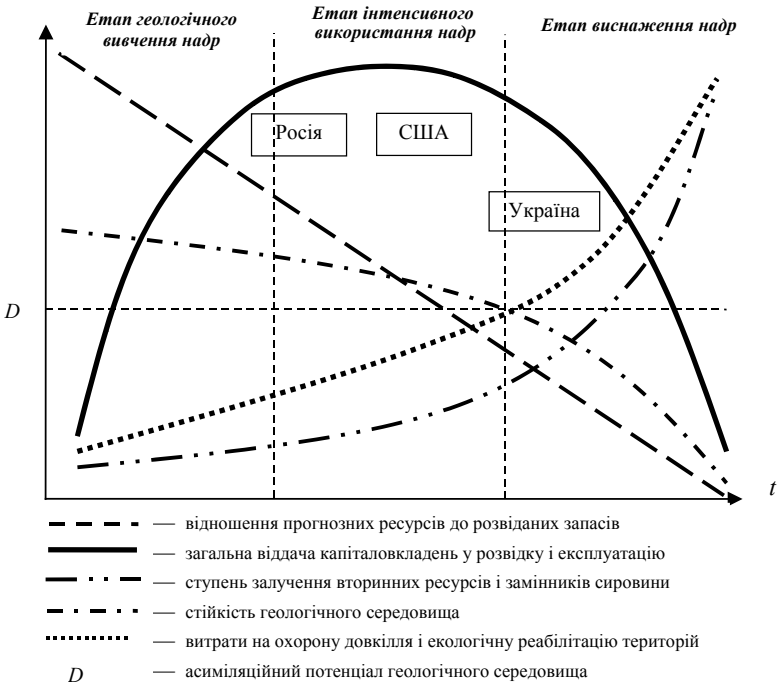 Етап геологічного
вивчення надр
Етап інтенсивного
використання надр
Етап виснаження надр
Росія
США
Україна
D
t
— відношення прогнозних ресурсів до розвіданих запасів
— загальна віддача капіталовкладень у розвідку і експлуатацію
— ступень залучення вторинних ресурсів і замінників сировини
— стійкість геологічного середовища
— витрати на охорону довкілля і екологічну реабілітацію територій
D — асиміляційний потенціал геологічного середовища